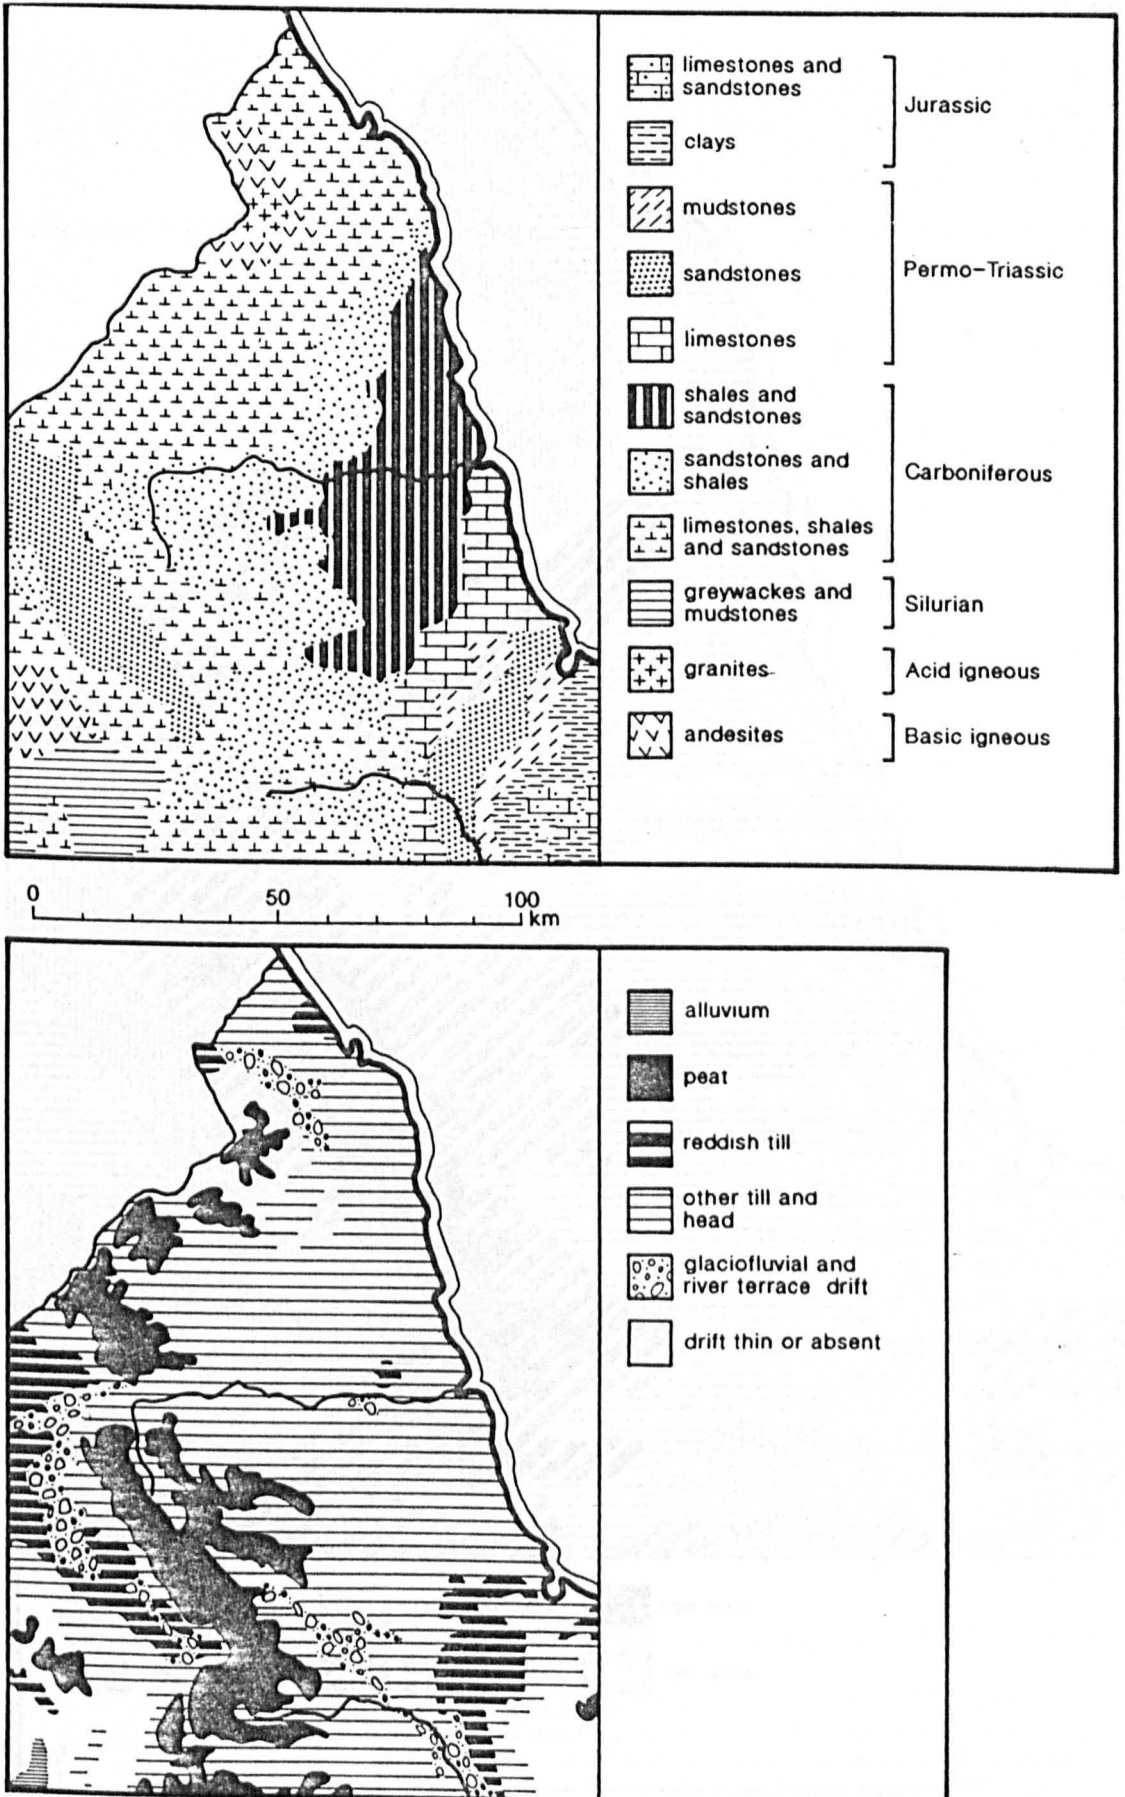 limestones and
sandstones
Jurassic
clays
mudstones
sandstones
Permo-Triassic
limestones
shales and
sandstones
sandstones and
shales
Carboniferous
limestones, shales
and sandstones
greywackes and
mudstones
Silurian
granites
Acid igneous
andesites
Basic igneous
0 50 100
km
alluvium
peat
reddish till
other till and
head
glaciofluvial and
river terrace drift
drift thin or absent